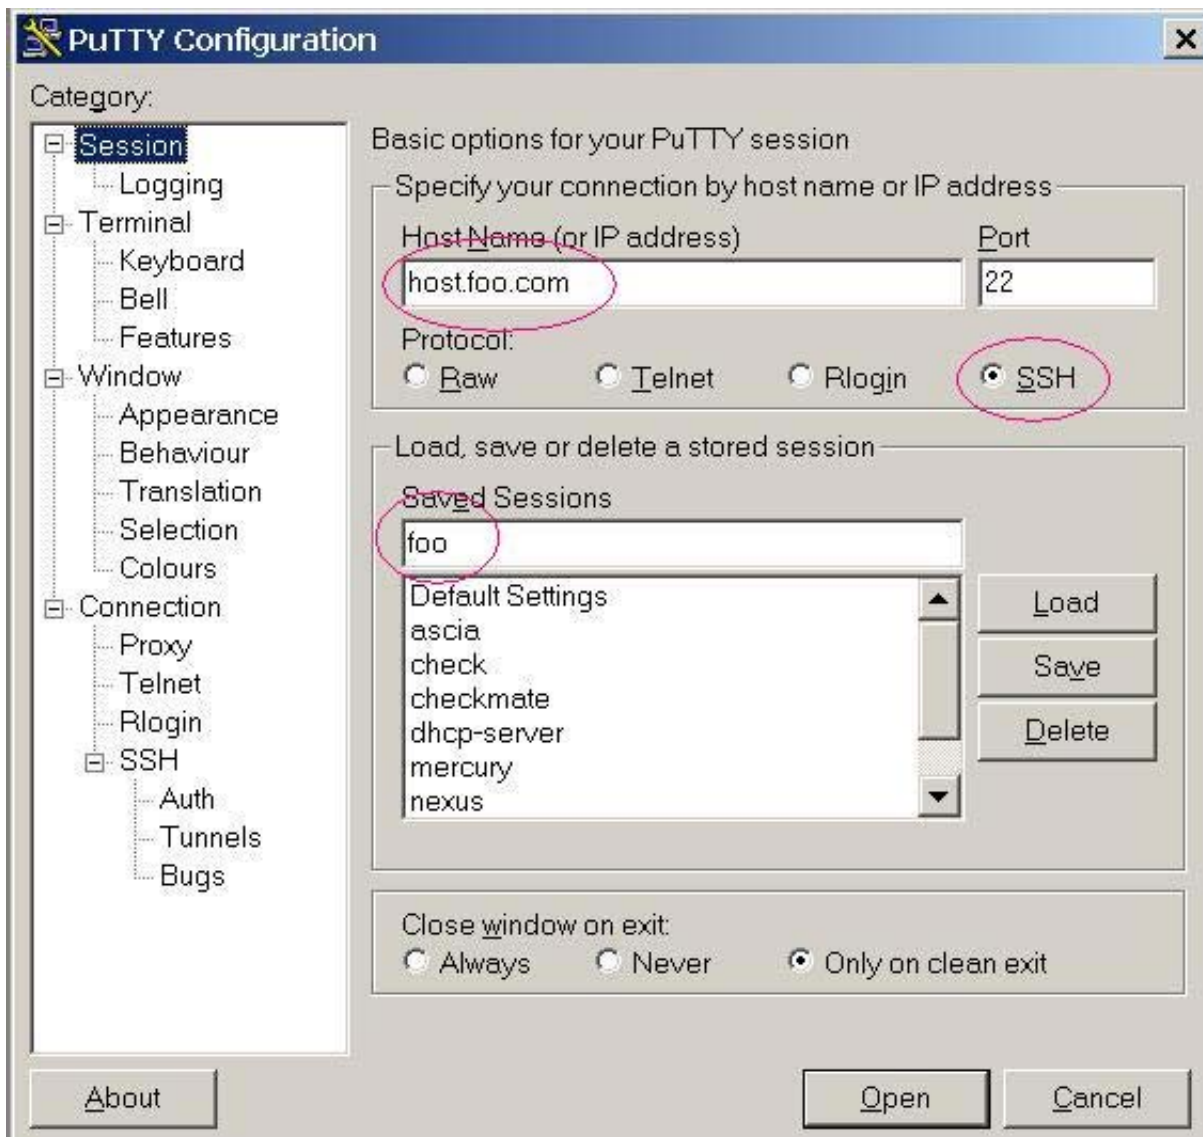 PuTTY Configuration
Category:
Session
Logging
Terminal
Keyboard
Bell
Features
Window
Appearance
Behaviour
Translation
Selection
Colours
Connection
Proxy
Telnet
Rlogin
SSH
Auth
Tunnels
Bugs
Basic options for your PuTTY session
Specify your connection by host name or IP address
Host Name (or IP address) Port
host.foo.com 22
Protocol:
Raw Telnet Rlogin SSH
Load, save or delete a stored session
Saved Sessions
foo
Default Settings
ascia
check
checkmate
dhcp-server
mercury
nexus
Load
Save
Delete
Close window on exit:
Always Never Only on clean exit
About Open Cancel